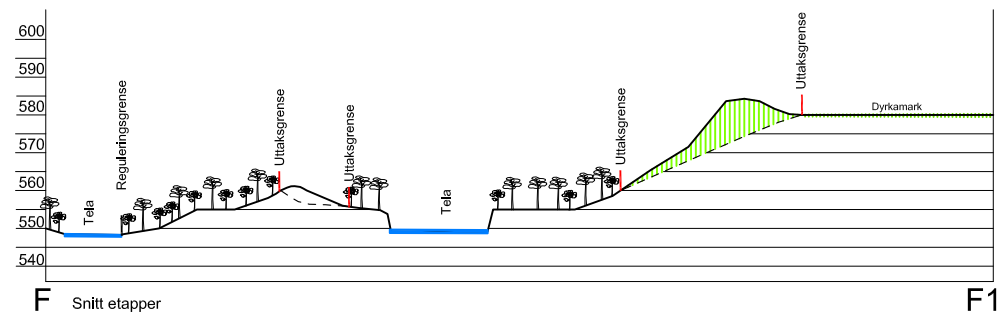 600
590
580
570
560
550
540
Tela
Reguleringsgrense
Uttaksgrense
Uttaksgrense
Tela
Uttaksgrense
Uttaksgrense
Dyrkamark
F
Snitt etapper
F1